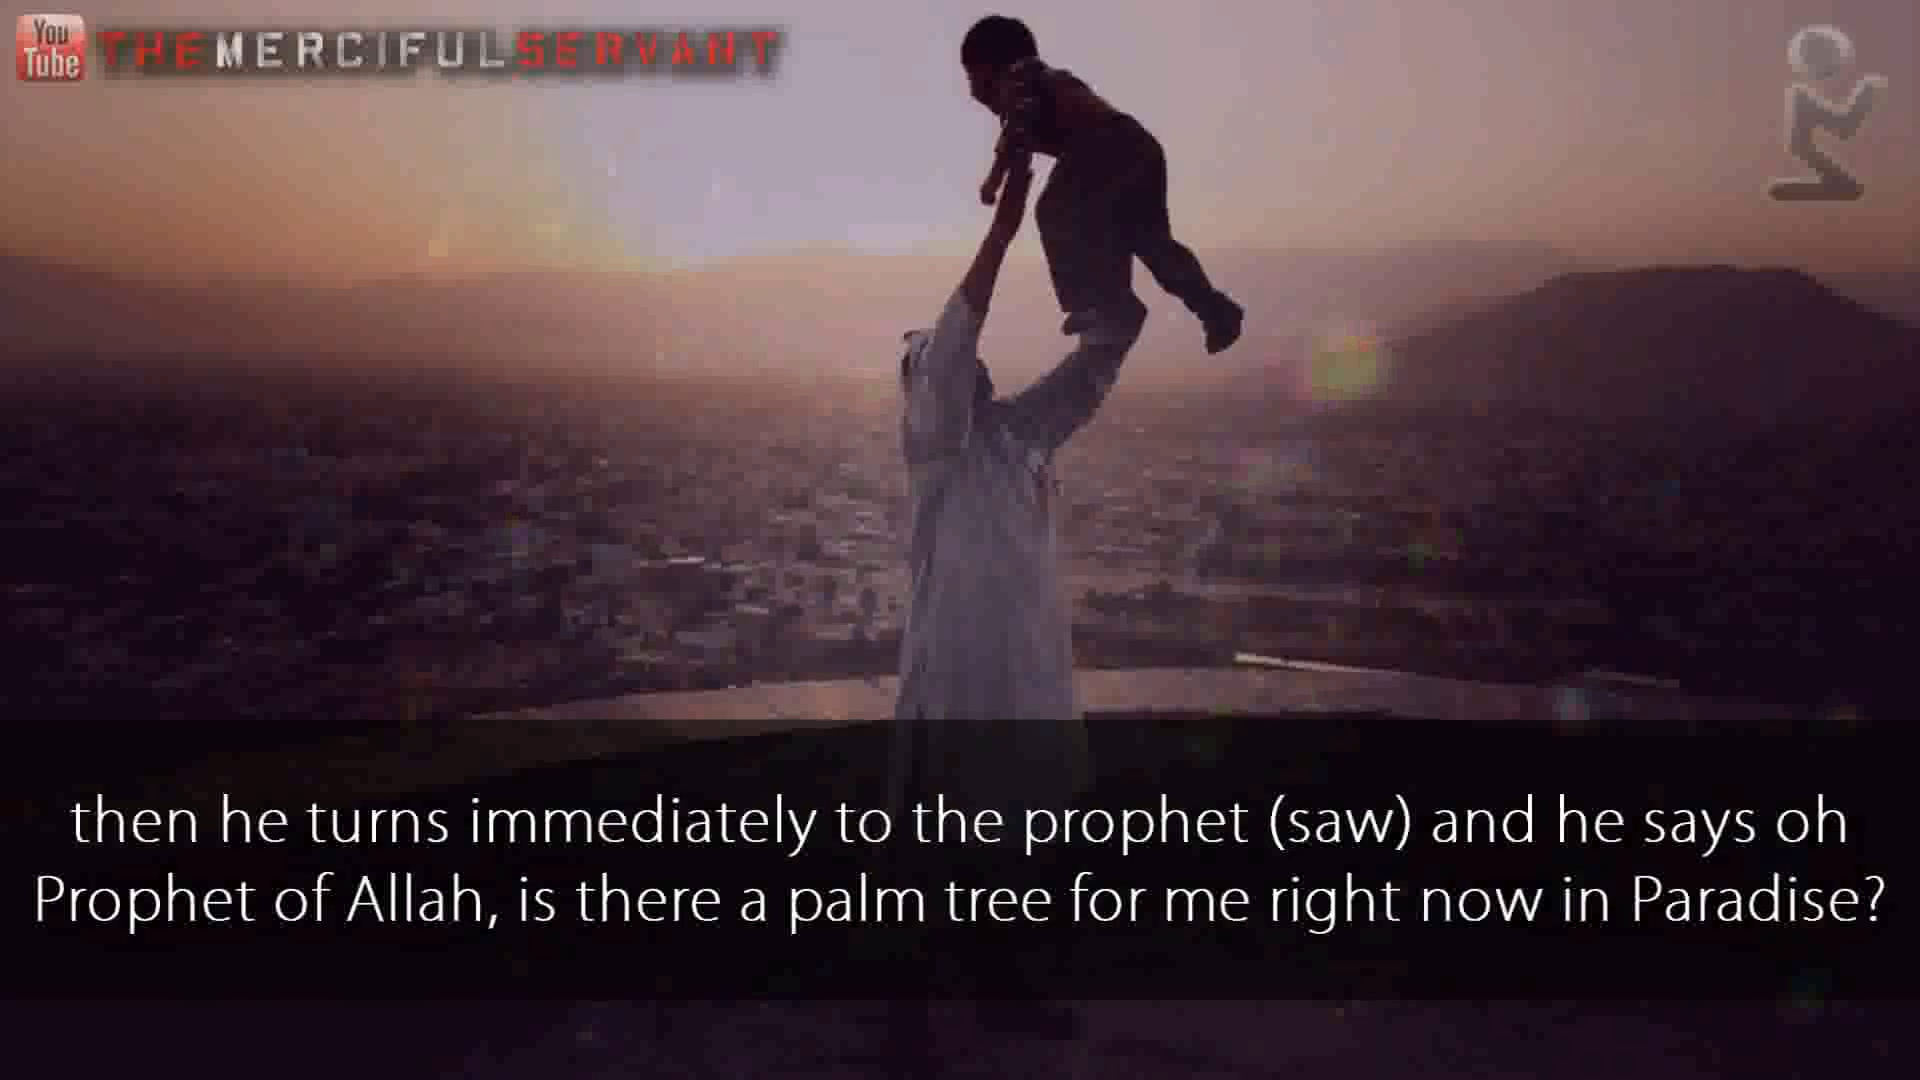 You
Tube
THEMERCIFULSERVANT
then he turns immediately to the prophet (saw) and he says oh
Prophet of Allah, is there a palm tree for me right now in Paradise?